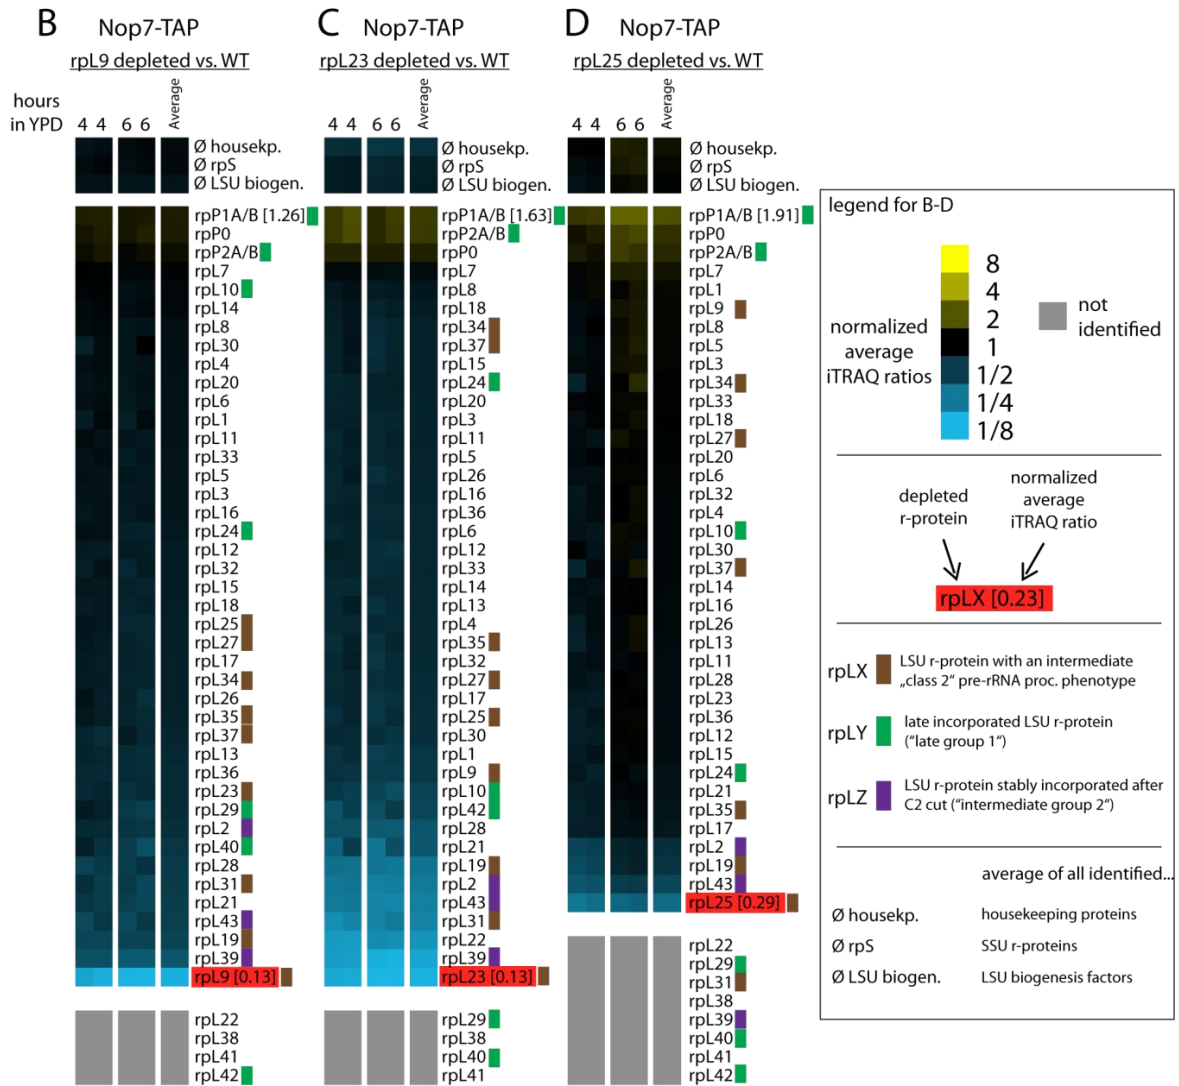 B Nop7-TAP
rpL9 depleted vs. WT
hours
in YPD
4 4 6 6 Average
Ø housekp.
Ø rpS
Ø LSU biogen.
rpP1A/B [1.26]
rpP0
rpP2A/B
rpL7
rpL10
rpL14
rpL8
rpL30
rpL4
rpL20
rpL6
rpL1
rpL11
rpL33
rpL5
rpL3
rpL16
rpL24
rpL12
rpL32
rpL15
rpL18
rpL25
rpL27
rpL17
rpL34
rpL26
rpL35
rpL37
rpL13
rpL36
rpL23
rpL29
rpL2
rpL40
rpL28
rpL31
rpL21
rpL43
rpL19
rpL39
rpL9 [0.13]
rpL22
rpL38
rpL41
rpL42
C Nop7-TAP
rpL23 depleted vs. WT
4 4 6 6 Average
Ø housekp.
Ø rpS
Ø LSU biogen.
rpP1A/B [1.63]
rpP2A/B
rpP0
rpL7
rpL8
rpL18
rpL34
rpL37
rpL15
rpL24
rpL20
rpL3
rpL11
rpL5
rpL26
rpL16
rpL36
rpL6
rpL12
rpL33
rpL14
rpL13
rpL4
rpL35
rpL32
rpL27
rpL17
rpL25
rpL30
rpL1
rpL9
rpL10
rpL42
rpL28
rpL21
rpL19
rpL2
rpL43
rpL31
rpL22
rpL39
rpL23 [0.13]
rpL29
rpL38
rpL40
rpL41
D Nop7-TAP
rpL25 depleted vs. WT
4 4 6 6 Average
Ø housekp.
Ø rpS
Ø LSU biogen.
rpP1A/B [1.91]
rpP0
rpP2A/B
rpL7
rpL1
rpL9
rpL8
rpL5
rpL3
rpL34
rpL33
rpL18
rpL27
rpL20
rpL6
rpL32
rpL4
rpL10
rpL30
rpL37
rpL14
rpL16
rpL26
rpL13
rpL11
rpL28
rpL23
rpL36
rpL12
rpL15
rpL24
rpL21
rpL35
rpL17
rpL2
rpL19
rpL43
rpL25 [0.29]
rpL22
rpL29
rpL31
rpL38
rpL39
rpL40
rpL41
rpL42
legend for B-D
normalized
average
iTRAQ ratios
8
4
2
1
1/2
1/4
1/8
not
identified
depleted
r-protein
normalized
average
iTRAQ ratio
rpLX [0.23]
rpLX LSU r-protein with an intermediate
„class 2“ pre-rRNA proc. phenotype
rpLY late incorporated LSU r-protein
(“late group 1“)
rpLZ LSU r-protein stably incorporated after
C2 cut (“intermediate group 2“)
average of all identified...
Ø housekp. housekeeping proteins
Ø rpS SSU r-proteins
Ø LSU biogen. LSU biogenesis factors